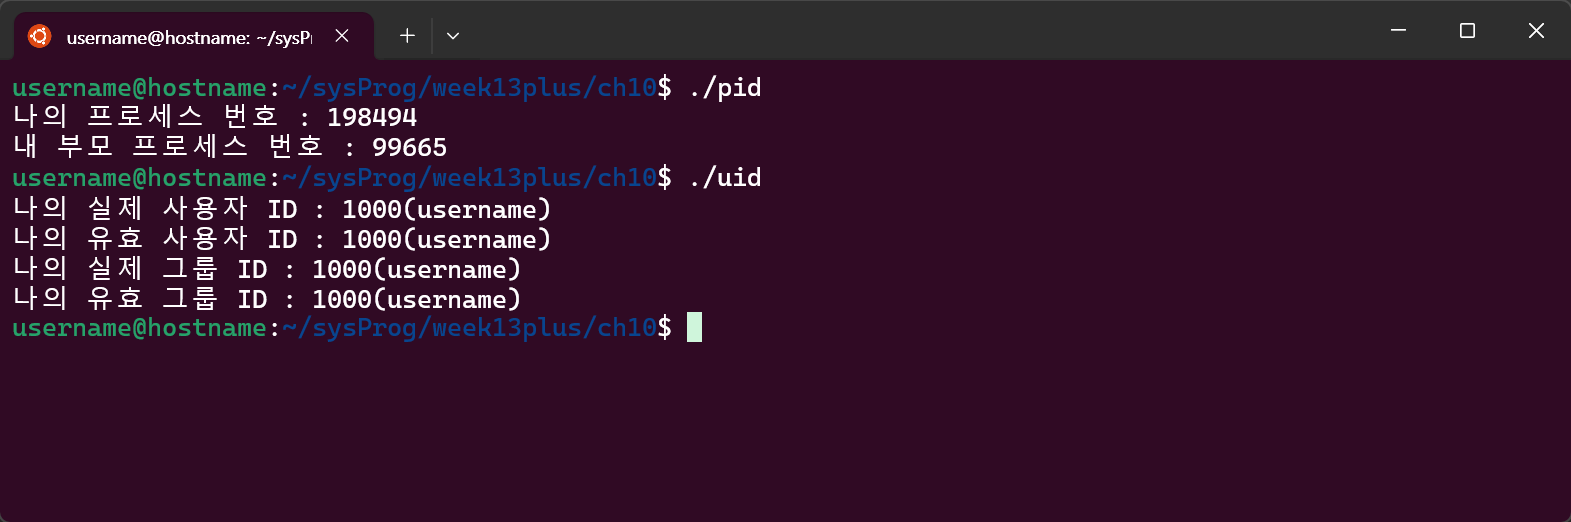 username@hostname: ~/sysPr
username@hostname:~/sysProg/week13plus/ch10$ ./pid
나의 프로세스 번호 : 198494
내 부모 프로세스 번호 : 99665
username@hostname:~/sysProg/week13plus/ch10$ ./uid
나의 실제 사용자 ID : 1000(username)
나의 유효 사용자 ID : 1000(username)
나의 실제 그룹 ID : 1000(username)
나의 유효 그룹 ID : 1000(username)
username@hostname:~/sysProg/week13plus/ch10$